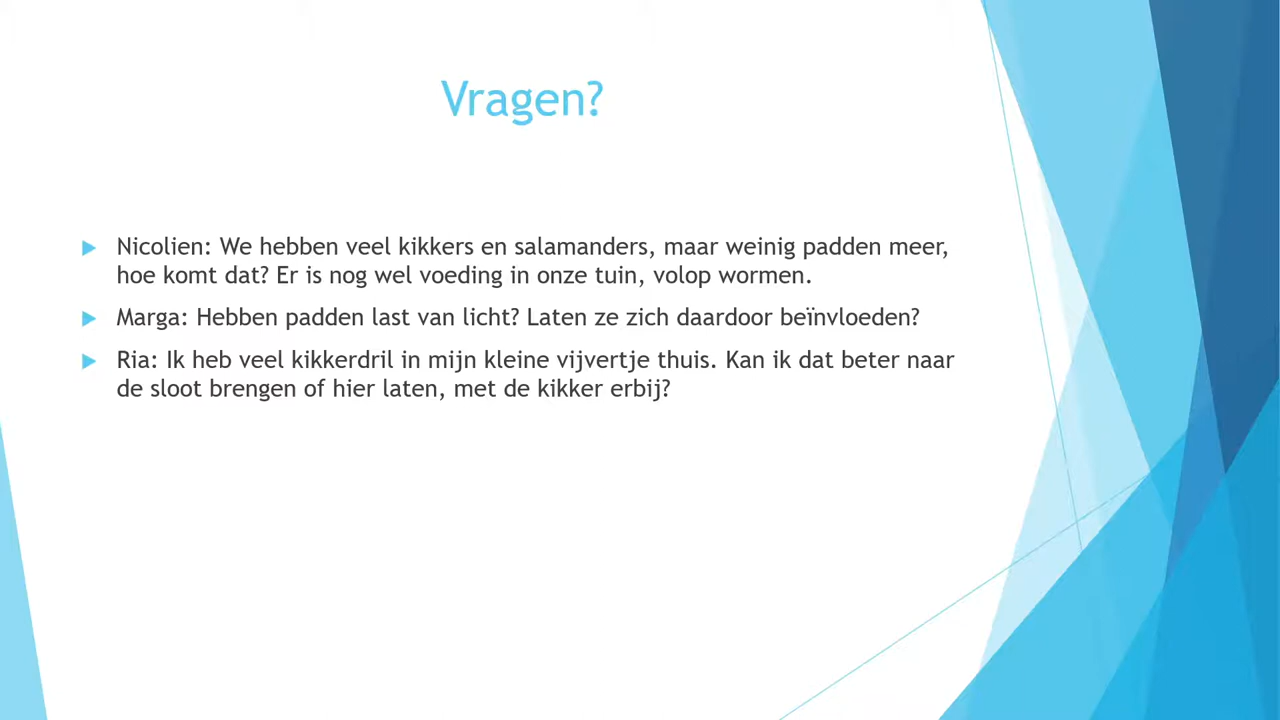 Vragen?
Nicolien: We hebben veel kikkers en salamanders, maar weinig padden meer,
hoe komt dat? Er is nog wel voeding in onze tuin, volop wormen.
Marga: Hebben padden last van licht? Laten ze zich daardoor beïnvloeden?
Ria: Ik heb veel kikkerdril in mijn kleine vijvertje thuis. Kan ik dat beter naar
de sloot brengen of hier laten, met de kikker erbij?